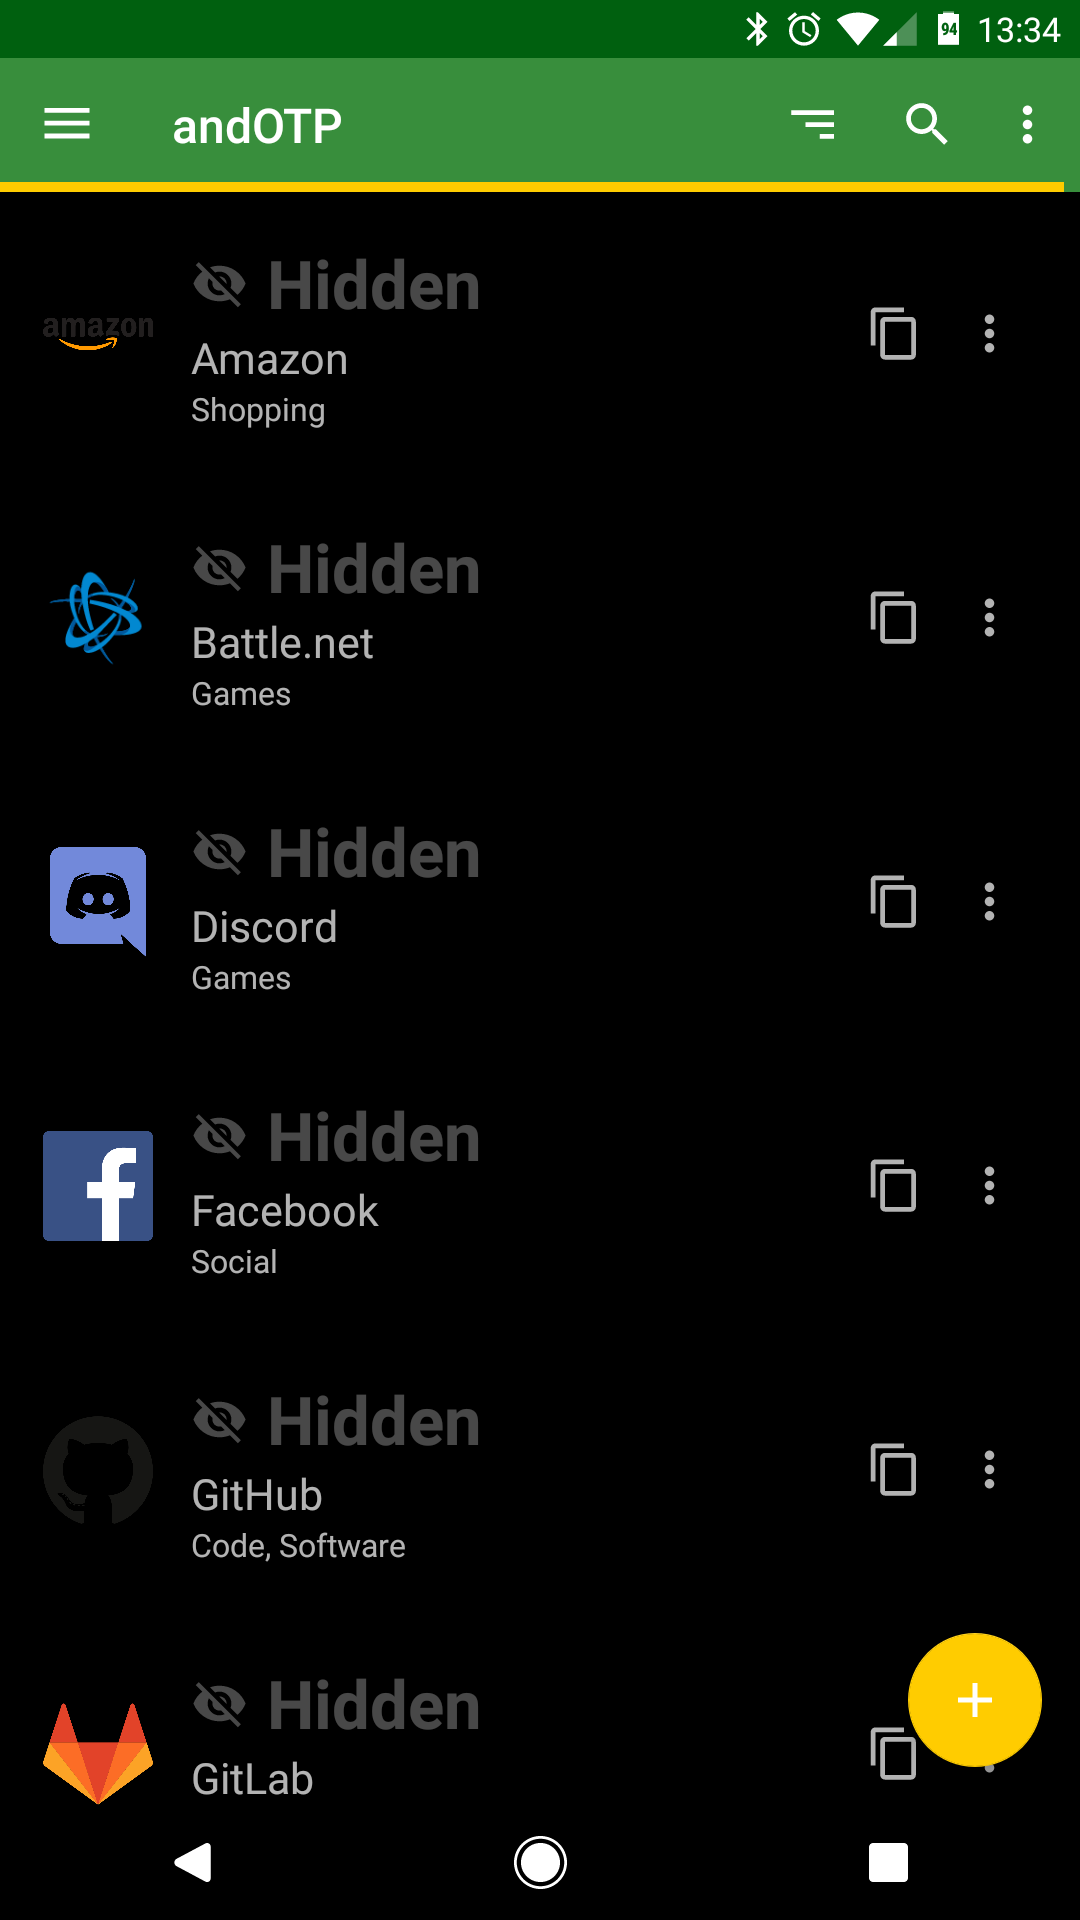 94 13:34
andOTP
Hidden
amazon
Amazon
Shopping
Hidden
Battle.net
Games
Hidden
Discord
Games
Hidden
Facebook
Social
Hidden
GitHub
Code, Software
Hidden
GitLab